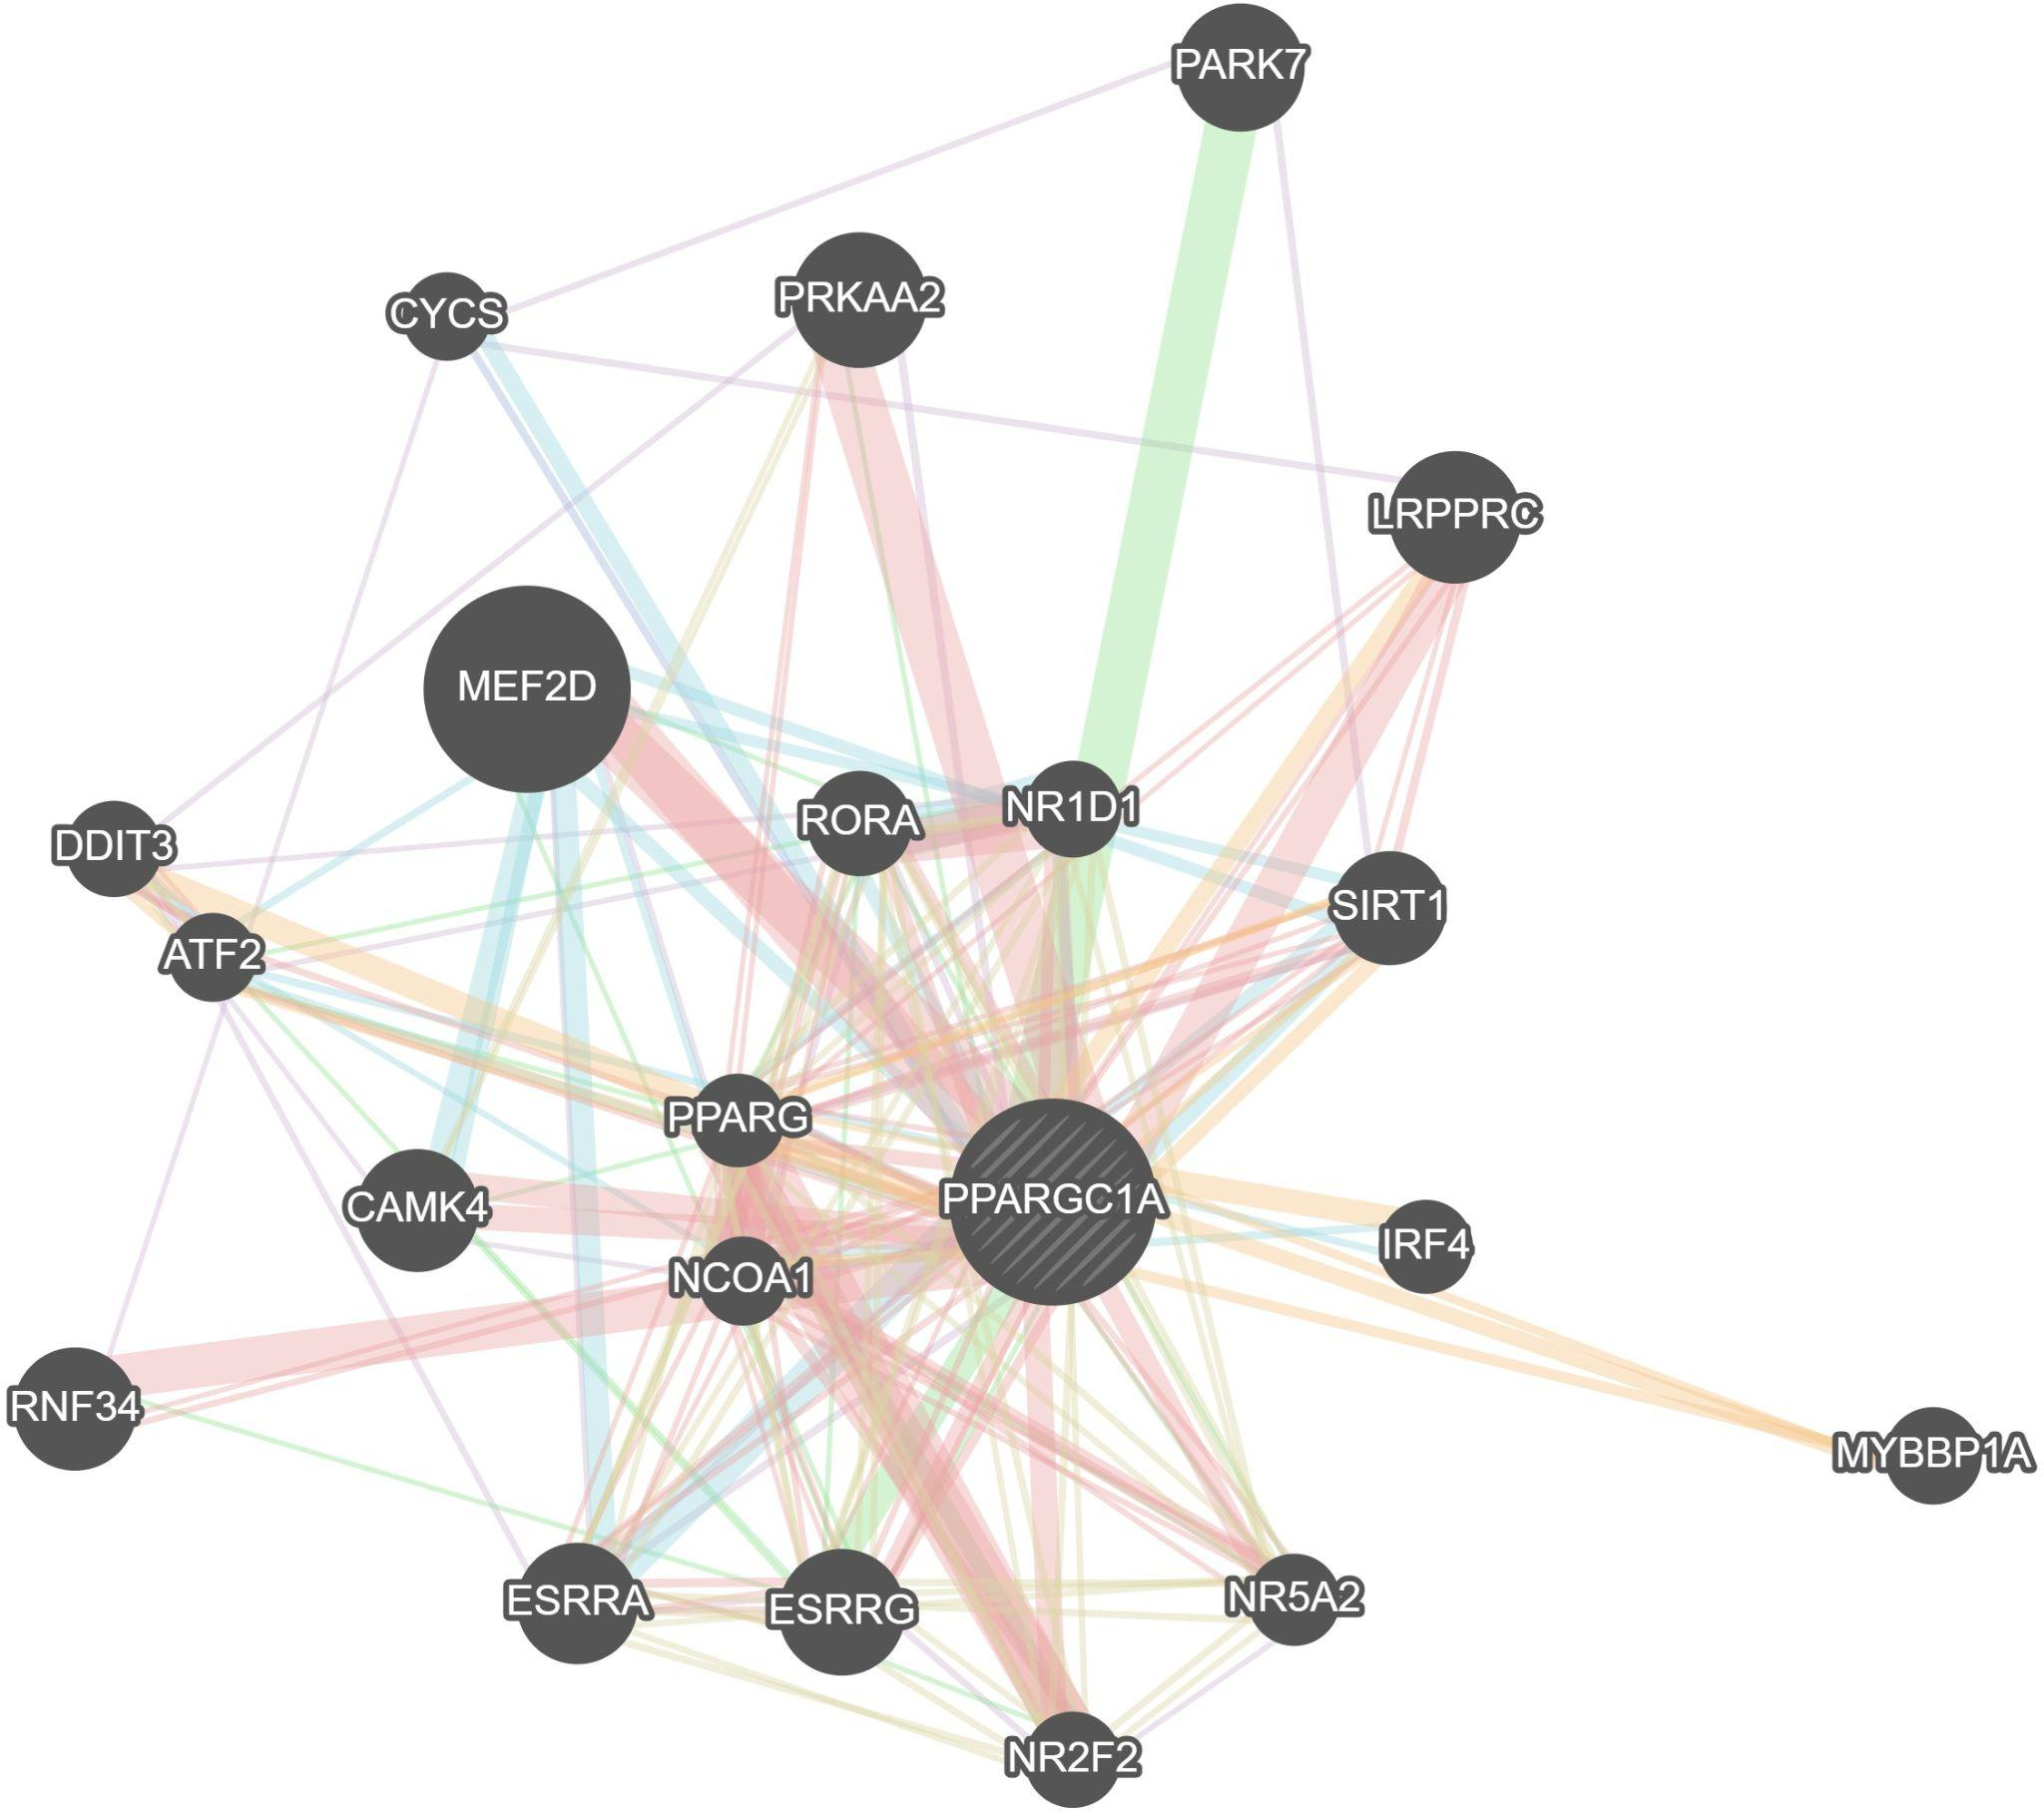 PARK7
PRKAA2
CYCS
LRPPRC
MEF2D
RORA
NR1D1
DDIT3
SIRT1
ATF2
PPARG
PPARGC1A
CAMK4
IRF4
NCOA1
RNF34
MYBBP1A
ESRRA
ESRRG
NR5A2
NR2F2